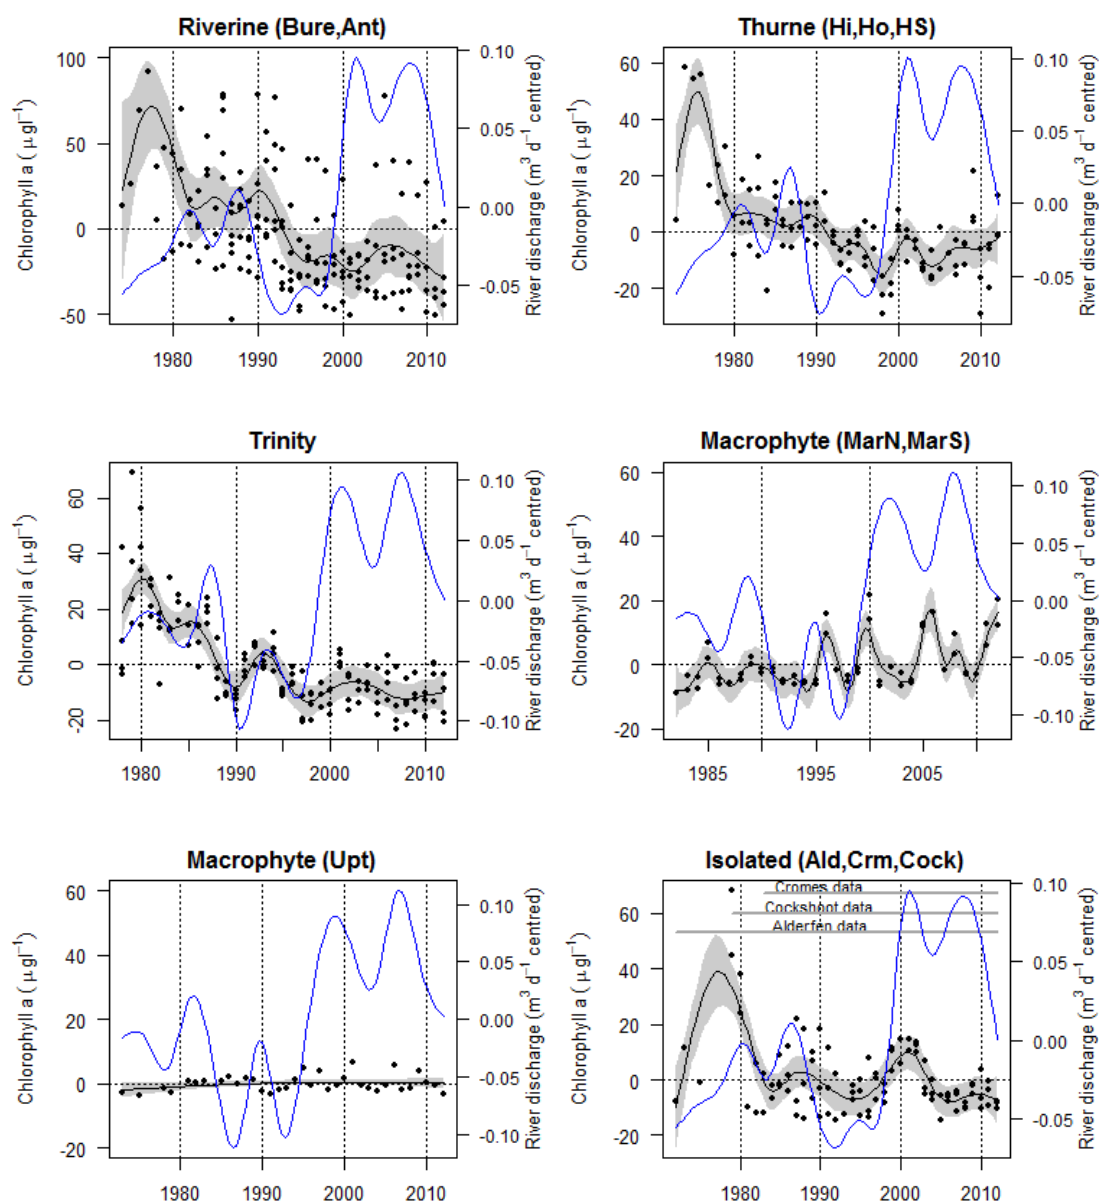 Riverine (Bure,Ant)
Chlorophyll a ( μ gl⁻¹)
100
50
0
-50
0.10
0.05
0.00
-0.05
River discharge (m³ d⁻¹ centred)
1980 1990 2000 2010
Thurne (Hi,Ho,HS)
Chlorophyll a ( μ gl⁻¹)
60
40
20
0
-20
0.10
0.05
0.00
-0.05
River discharge (m³ d⁻¹ centred)
1980 1990 2000 2010
Trinity
Chlorophyll a ( μ gl⁻¹)
60
40
20
0
-20
0.10
0.05
0.00
-0.05
-0.10
River discharge (m³ d⁻¹ centred)
1980 1990 2000 2010
Macrophyte (MarN,MarS)
Chlorophyll a ( μ gl⁻¹)
60
40
20
0
-20
0.10
0.05
0.00
-0.05
-0.10
River discharge (m³ d⁻¹ centred)
1985 1995 2005
Macrophyte (Upt)
Chlorophyll a ( μ gl⁻¹)
60
40
20
0
-20
0.10
0.05
0.00
-0.05
-0.10
River discharge (m³ d⁻¹ centred)
1980 1990 2000 2010
Isolated (Ald,Crm,Cock)
Cromes data
Cockshoot data
Alderfen data
Chlorophyll a ( μ gl⁻¹)
60
40
20
0
-20
0.10
0.05
0.00
-0.05
River discharge (m³ d⁻¹ centred)
1980 1990 2000 2010